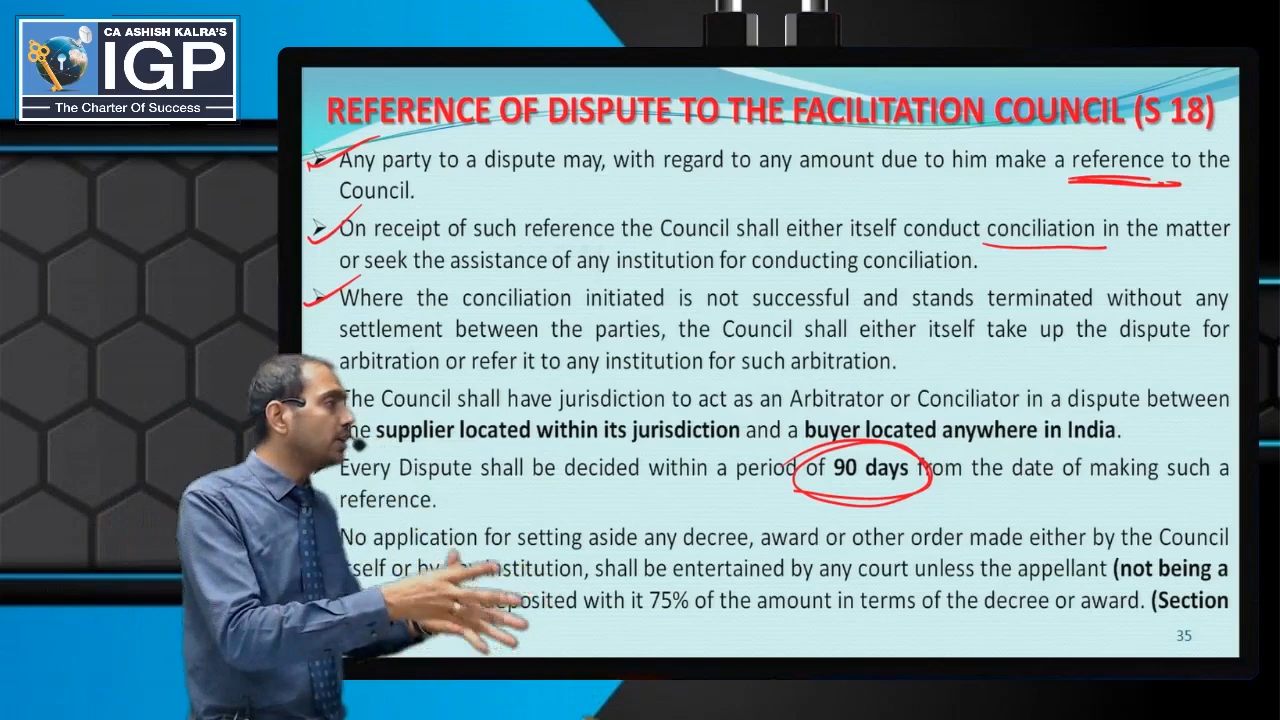 CA ASHISH KALRA'S
IGP
The Charter Of Success
REFERENCE OF DISPUTE TO THE FACILITATION COUNCIL (S 18)
Any party to a dispute may, with regard to any amount due to him make a reference to the
Council.
On receipt of such reference the Council shall either itself conduct conciliation in the matter
or seek the assistance of any institution for conducting conciliation.
Where the conciliation initiated is not successful and stands terminated without any
settlement between the parties, the Council shall either itself take up the dispute for
arbitration or refer it to any institution for such arbitration.
The Council shall have jurisdiction to act as an Arbitrator or Conciliator in a dispute between
supplier located within its jurisdiction and a buyer located anywhere in India.
Every Dispute shall be decided within a period of 90 days from the date of making such a
reference.
No application for setting aside any decree, award or other order made either by the Council
or by institution, shall be entertained by any court unless the appellant (not being a
deposited with it 75% of the amount in terms of the decree or award. (Section
35